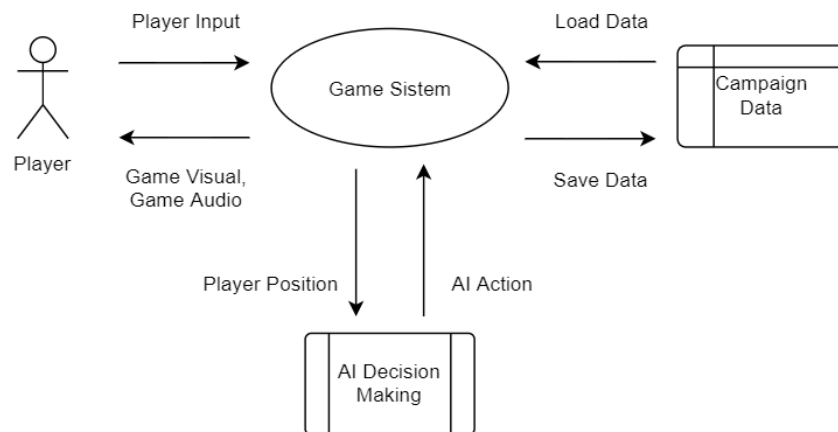 Player Input
Load Data
Game Sistem
Campaign
Data
Player
Game Visual,
Game Audio
Save Data
Player Position
AI Action
AI Decision
Making